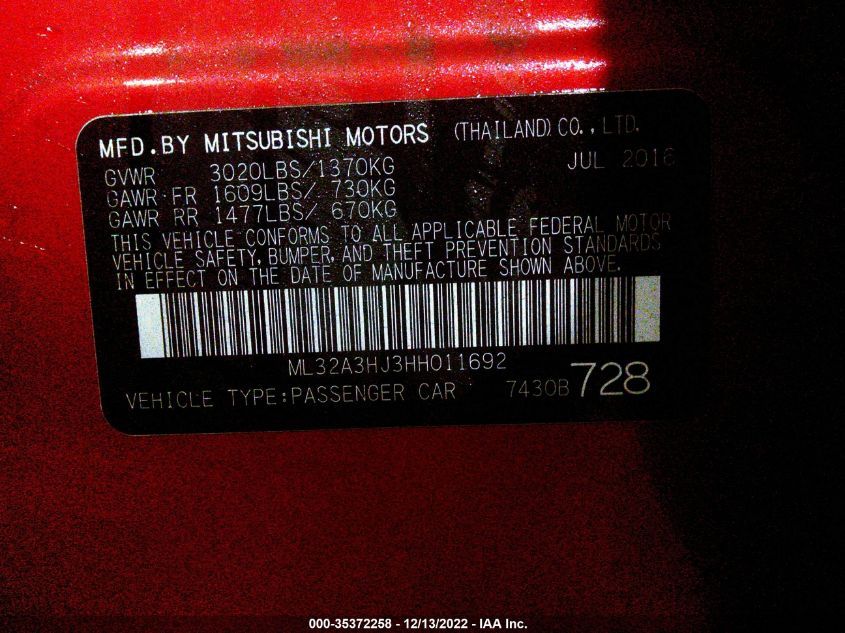 MFD.BY MITSUBISHI MOTORS (THAILAND) CO.,LTD.
GVWR 3020LBS/1370KG JUL 2016
GAWR FR 1609LBS/ 730KG
GAWR RR 1477LBS/ 670KG
THIS VEHICLE CONFORMS TO ALL APPLICABLE FEDERAL MOTOR
VEHICLE SAFETY, BUMPER, AND THEFT PREVENTION STANDARDS
IN EFFECT ON THE DATE OF MANUFACTURE SHOWN ABOVE.
ML32A3HJ3HH011692
VEHICLE TYPE:PASSENGER CAR 7430B 728
000-35372258 - 12/13/2022 - IAA Inc.